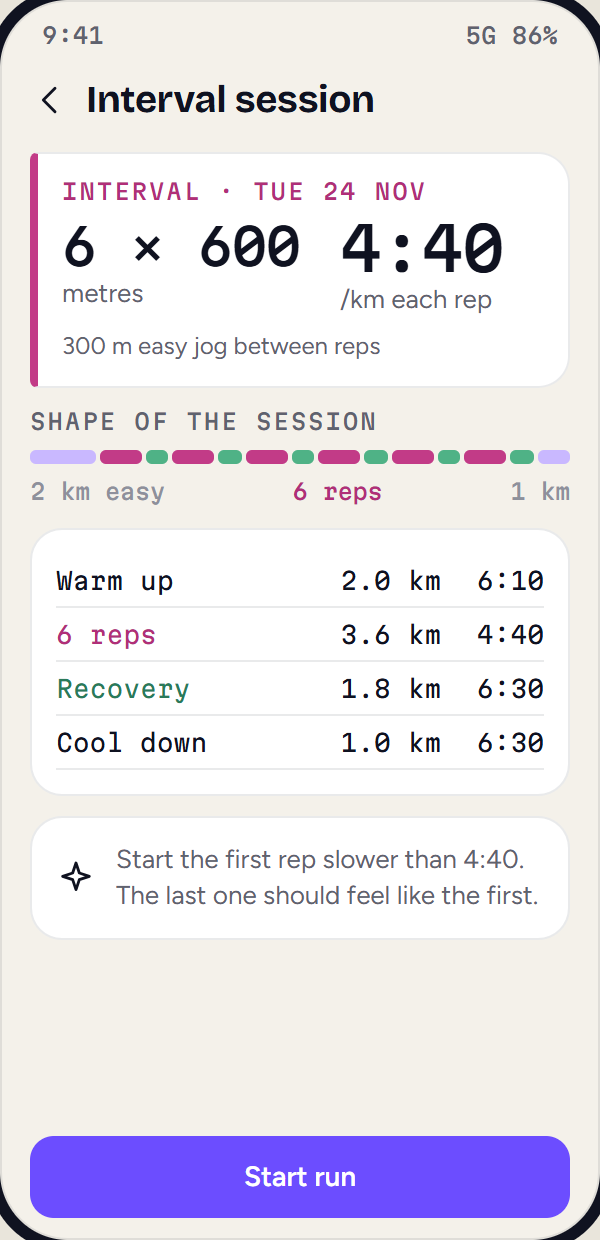 9:41 5G 86%
Interval session
INTERVAL · TUE 24 NOV
6 × 600 4:40
metres /km each rep
300 m easy jog between reps
SHAPE OF THE SESSION
2 km easy 6 reps 1 km
Warm up 2.0 km 6:10
6 reps 3.6 km 4:40
Recovery 1.8 km 6:30
Cool down 1.0 km 6:30
Start the first rep slower than 4:40.
The last one should feel like the first.
Start run